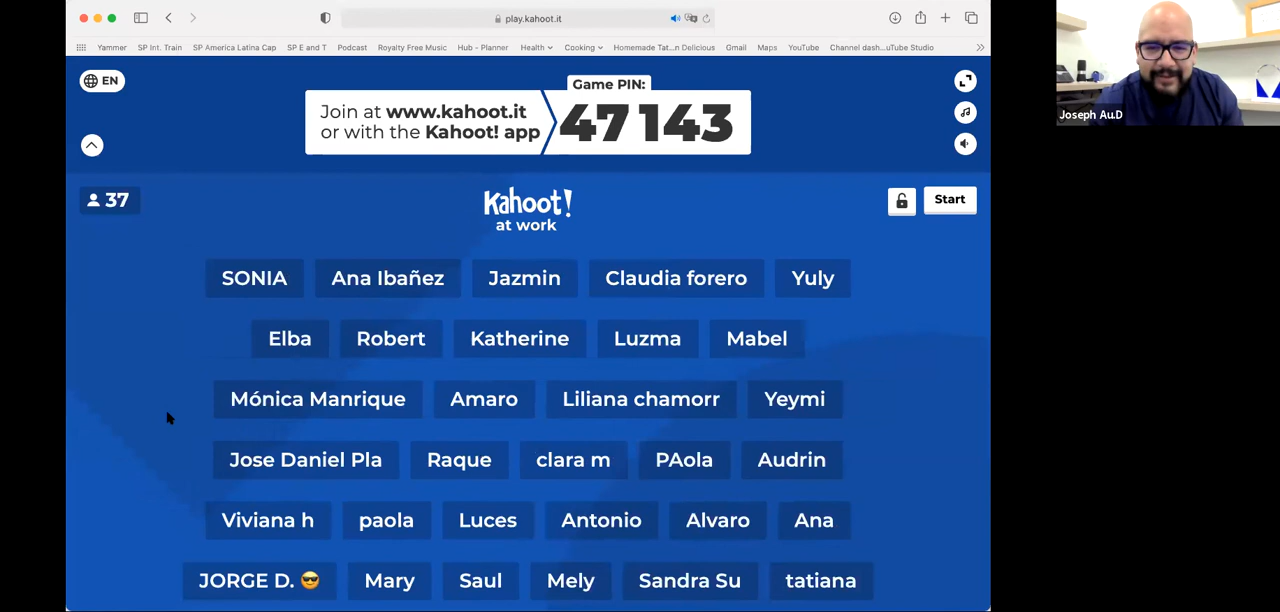 play.kahoot.it
Yammer SP Int. Train SP America Latina Cap SP E and T Podcast Royalty Free Music Hub - Planner Health Cooking Homemade Tat...n Delicious Gmail Maps YouTube Channel dash...uTube Studio
EN
Game PIN:
Join at www.kahoot.it
or with the Kahoot! app
47 143
Joseph Au.D
37
Kahoot!
at work
Start
SONIA Ana Ibañez Jazmin Claudia forero Yuly
Elba Robert Katherine Luzma Mabel
Mónica Manrique Amaro Liliana chamorr Yeymi
Jose Daniel Pla Raque clara m PAola Audrin
Viviana h paola Luces Antonio Alvaro Ana
JORGE D. 😎 Mary Saul Mely Sandra Su tatiana